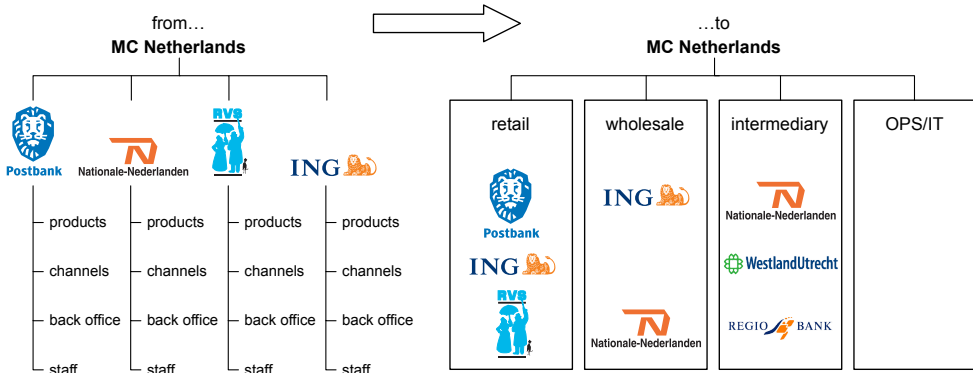 from…
MC Netherlands
Postbank
Nationale-Nederlanden
RVS
ING
products
products
products
products
channels
channels
channels
channels
back office
back office
back office
back office
staff
staff
staff
staff
…to
MC Netherlands
retail
Postbank
ING
RVS
wholesale
ING
Nationale-Nederlanden
intermediary
Nationale-Nederlanden
WestlandUtrecht
REGIO BANK
OPS/IT